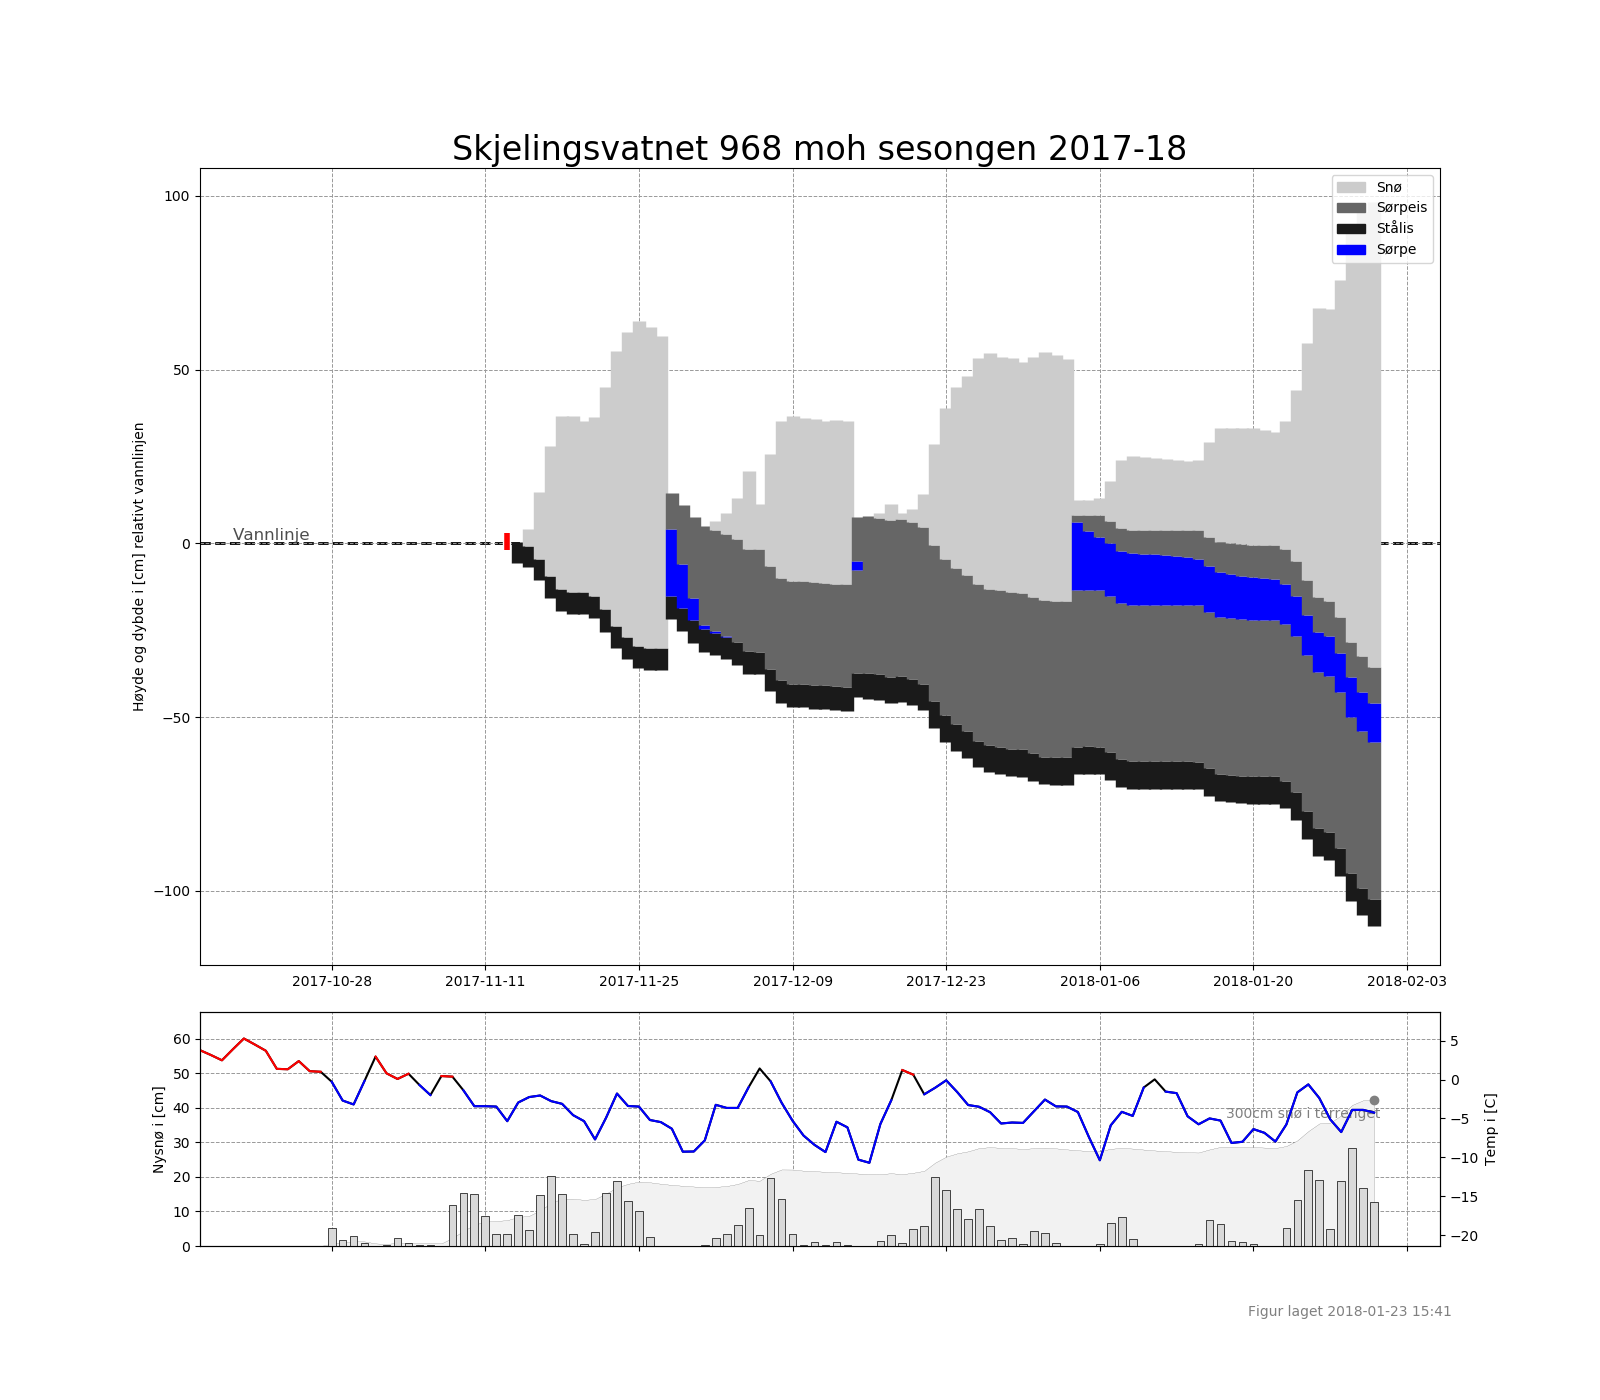 Skjelingsvatnet 968 moh sesongen 2017-18
Høyde og dybde i [cm] relativt vannlinjen
100
50
0
−50
−100
Vannlinje
Snø
Sørpeis
Stålis
Sørpe
2017-10-28
2017-11-11
2017-11-25
2017-12-09
2017-12-23
2018-01-06
2018-01-20
2018-02-03
Nysnø i [cm]
60
50
40
30
20
10
0
300cm snø i terrenget
5
0
−5
−10
−15
−20
Temp i [C]
Figur laget 2018-01-23 15:41